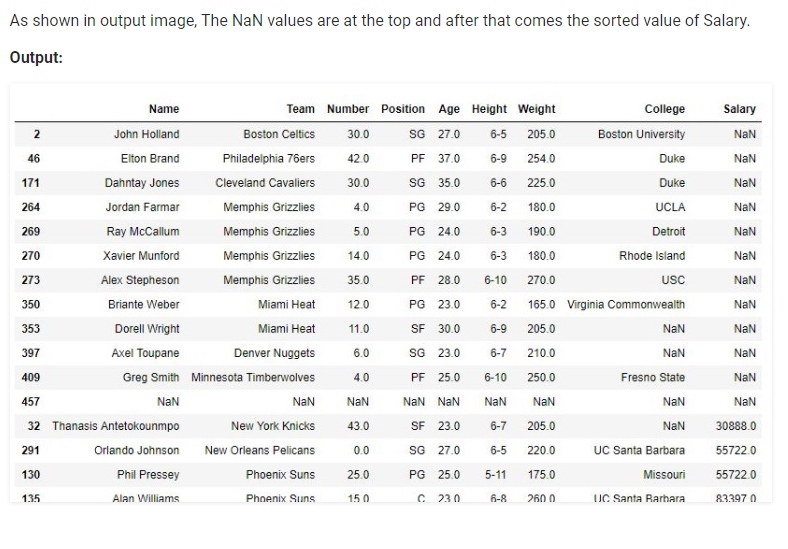 As shown in output image, The NaN values are at the top and after that comes the sorted value of Salary.
Output:
Name Team Number Position Age Height Weight College Salary
2 John Holland Boston Celtics 30.0 SG 27.0 6-5 205.0 Boston University NaN
46 Elton Brand Philadelphia 76ers 42.0 PF 37.0 6-9 254.0 Duke NaN
171 Dahntay Jones Cleveland Cavaliers 30.0 SG 35.0 6-6 225.0 Duke NaN
264 Jordan Farmar Memphis Grizzlies 4.0 PG 29.0 6-2 180.0 UCLA NaN
269 Ray McCallum Memphis Grizzlies 5.0 PG 24.0 6-3 190.0 Detroit NaN
270 Xavier Munford Memphis Grizzlies 14.0 PG 24.0 6-3 180.0 Rhode Island NaN
273 Alex Stepheson Memphis Grizzlies 35.0 PF 28.0 6-10 270.0 USC NaN
350 Briante Weber Miami Heat 12.0 PG 23.0 6-2 165.0 Virginia Commonwealth NaN
353 Dorell Wright Miami Heat 11.0 SF 30.0 6-9 205.0 NaN NaN
397 Axel Toupane Denver Nuggets 6.0 SG 23.0 6-7 210.0 NaN NaN
409 Greg Smith Minnesota Timberwolves 4.0 PF 25.0 6-10 250.0 Fresno State NaN
457 NaN NaN NaN NaN NaN NaN NaN NaN NaN
32 Thanasis Antetokounmpo New York Knicks 43.0 SF 23.0 6-7 205.0 NaN 30888.0
291 Orlando Johnson New Orleans Pelicans 0.0 SG 27.0 6-5 220.0 UC Santa Barbara 55722.0
130 Phil Pressey Phoenix Suns 25.0 PG 25.0 5-11 175.0 Missouri 55722.0
135 Alan Williams Phoenix Suns 15.0 C 23.0 6-8 260.0 UC Santa Barbara 83397.0